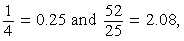 1/4 = 0.25 and 52/25 = 2.08,